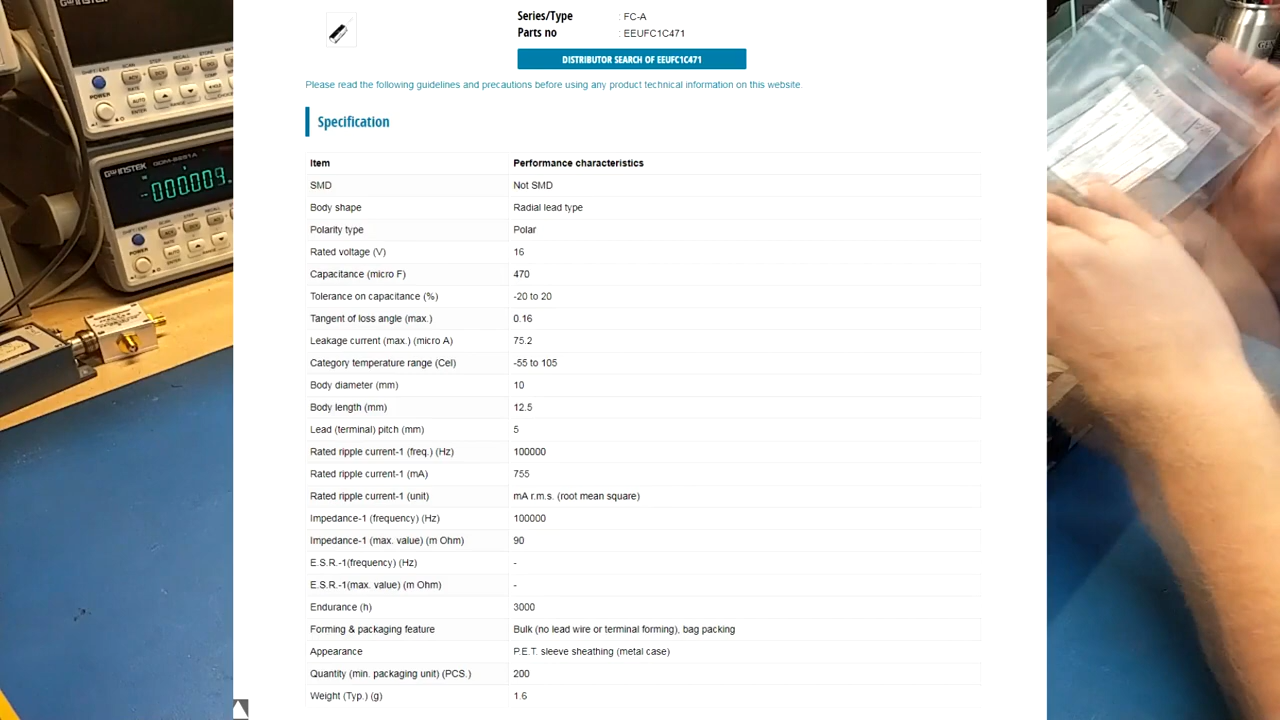 Series/Type : FC-A
Parts no : EEUFC1C471
DISTRIBUTOR SEARCH OF EEUFC1C471
Please read the following guidelines and precautions before using any product technical information on this website.
Specification
Item Performance characteristics
SMD Not SMD
Body shape Radial lead type
Polarity type Polar
Rated voltage (V) 16
Capacitance (micro F) 470
Tolerance on capacitance (%) -20 to 20
Tangent of loss angle (max.) 0.16
Leakage current (max.) (micro A) 75.2
Category temperature range (Cel) -55 to 105
Body diameter (mm) 10
Body length (mm) 12.5
Lead (terminal) pitch (mm) 5
Rated ripple current-1 (freq.) (Hz) 100000
Rated ripple current-1 (mA) 755
Rated ripple current-1 (unit) mA r.m.s. (root mean square)
Impedance-1 (frequency) (Hz) 100000
Impedance-1 (max. value) (m Ohm) 90
E.S.R.-1(frequency) (Hz) -
E.S.R.-1(max. value) (m Ohm) -
Endurance (h) 3000
Forming & packaging feature Bulk (no lead wire or terminal forming), bag packing
Appearance P.E.T. sleeve sheathing (metal case)
Quantity (min. packaging unit) (PCS.) 200
Weight (Typ.) (g) 1.6
POWER
GWINSTEK
-000.009.
POWER